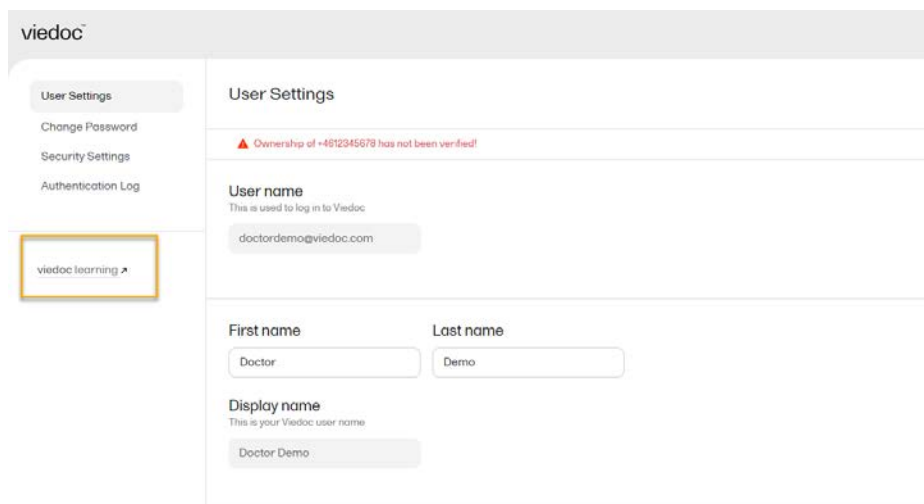 viedoc™
User Settings
Change Password
Security Settings
Authentication Log
viedoc learning ↗
User Settings
Ownership of +4612345678 has not been verified!
User name
This is used to log in to Viedoc
doctordemo@viedoc.com
First name
Last name
Doctor
Demo
Display name
This is your Viedoc user name
Doctor Demo